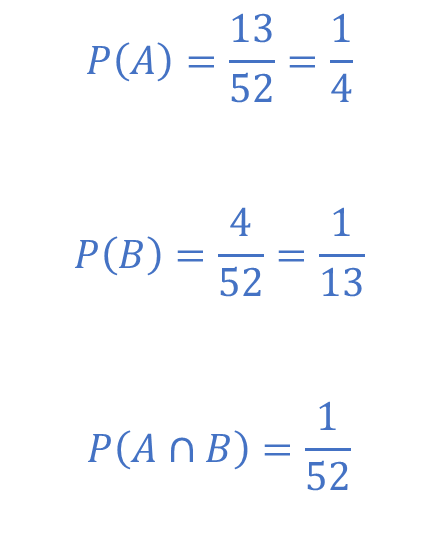 P(A) = 13/52 = 1/4
P(B) = 4/52 = 1/13
P(A ∩ B) = 1/52